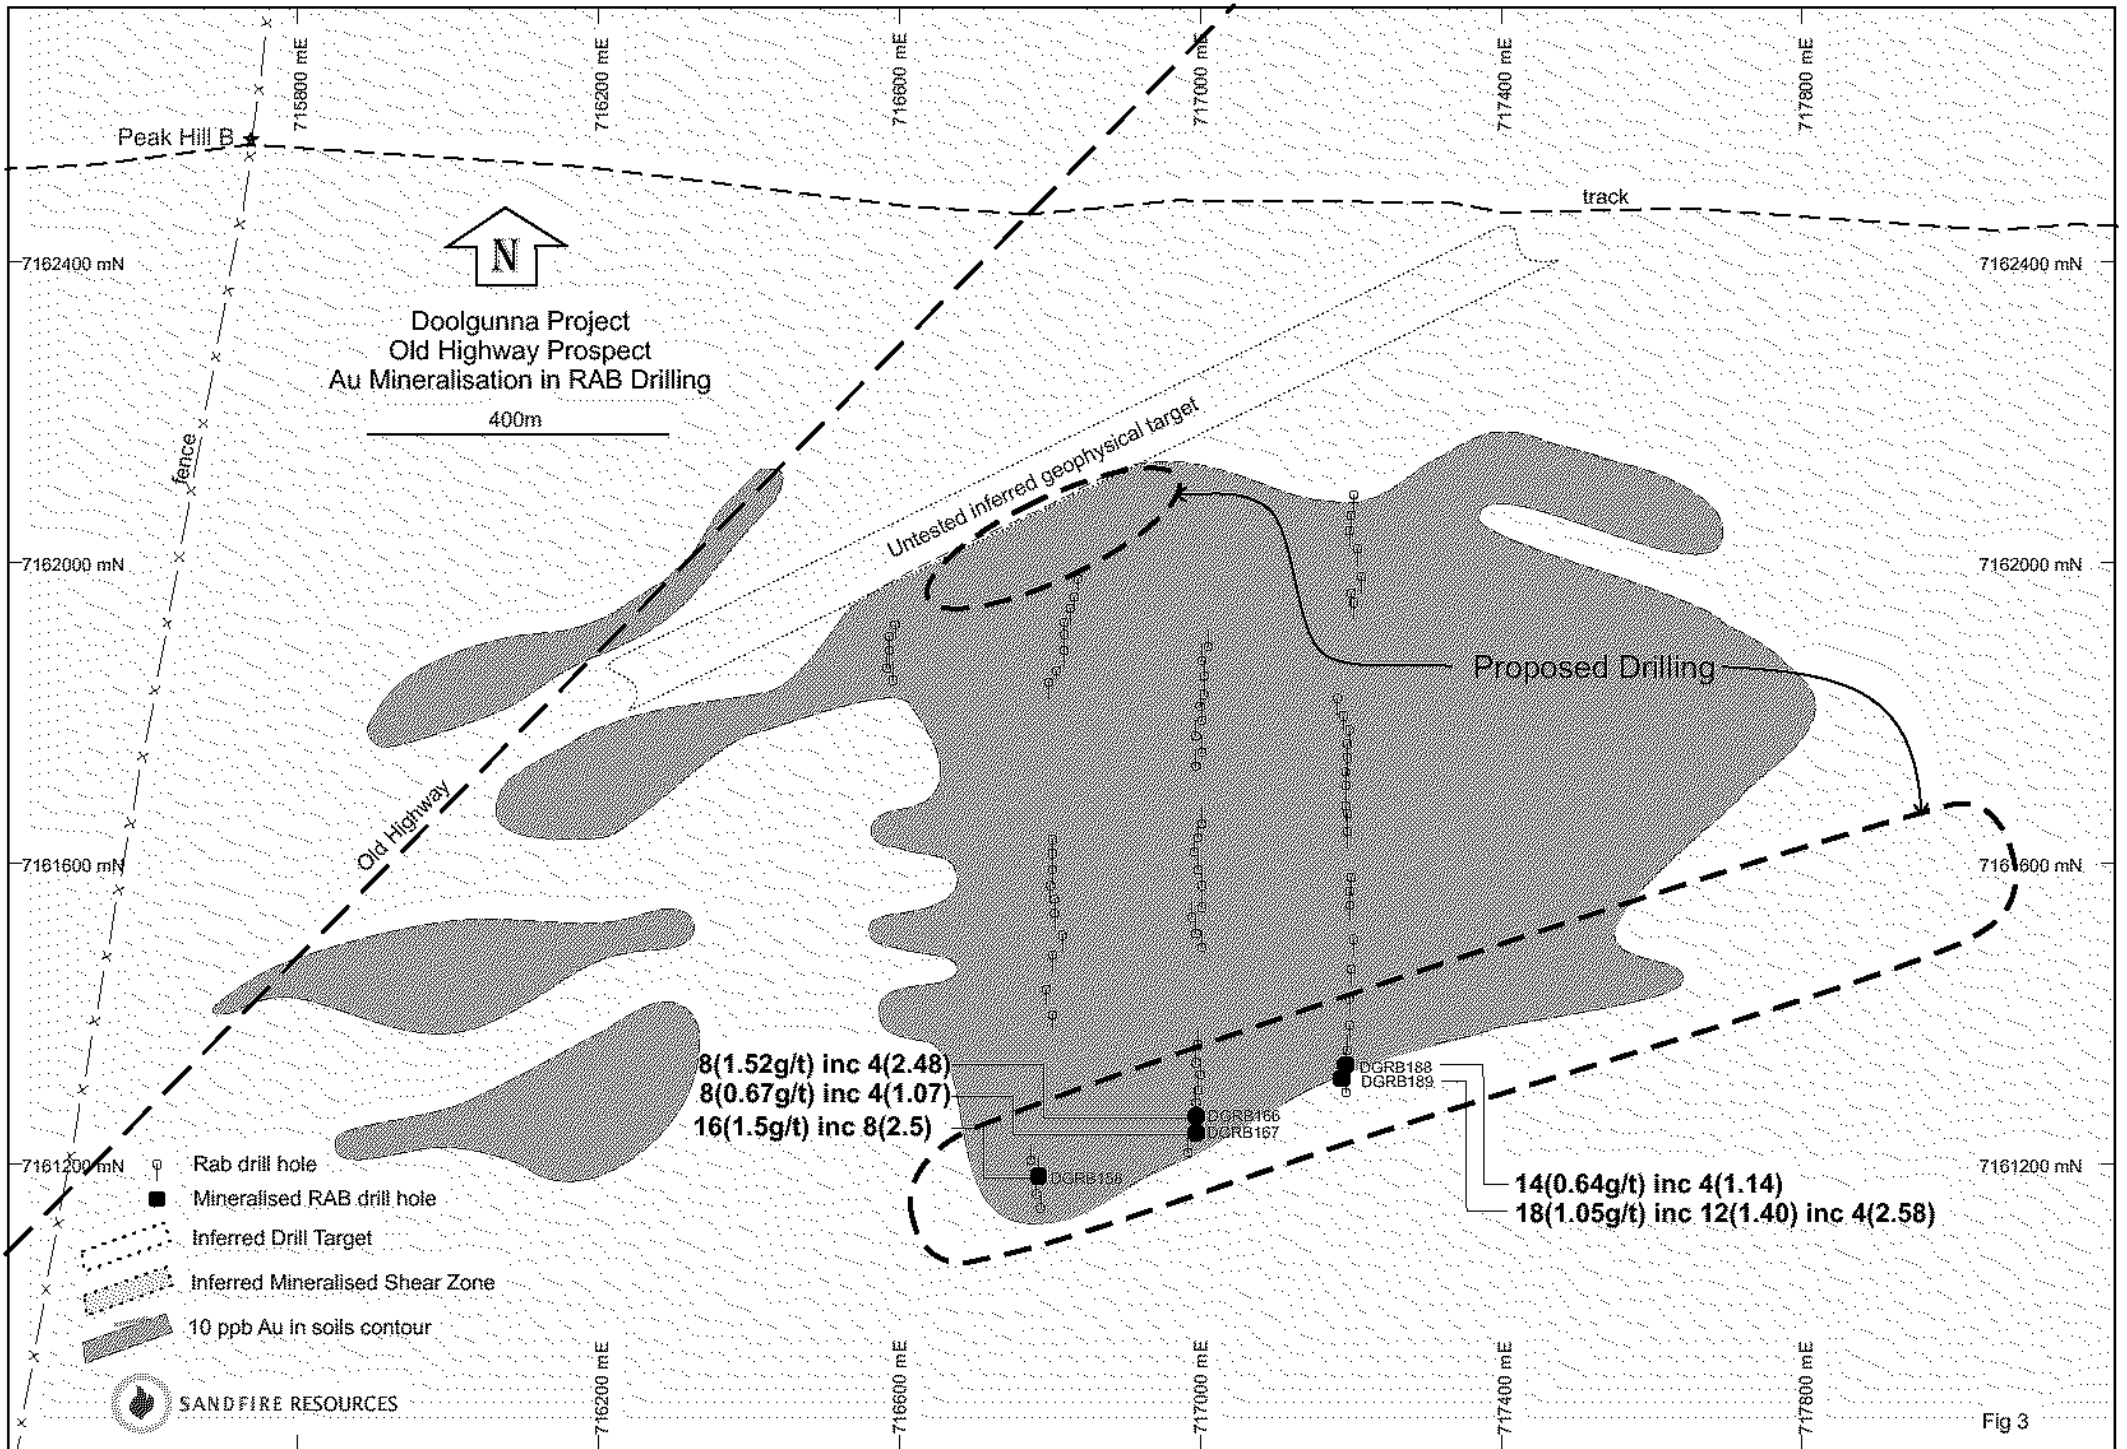 715800 mE
716200 mE
716600 mE
717000 mE
717400 mE
717800 mE
Peak Hill B
track
7162400 mN
7162400 mN
N
Doolgunna Project
Old Highway Prospect
Au Mineralisation in RAB Drilling
400m
fence
Untested inferred geophysical target
7162000 mN
7162000 mN
Proposed Drilling
Old Highway
7161600 mN
7161600 mN
8(1.52g/t) inc 4(2.48)
8(0.67g/t) inc 4(1.07)
16(1.5g/t) inc 8(2.5)
DGRB188
DGRB189
DGRB166
DGRB167
DGRB158
7161200 mN
7161200 mN
14(0.64g/t) inc 4(1.14)
18(1.05g/t) inc 12(1.40) inc 4(2.58)
Rab drill hole
Mineralised RAB drill hole
Inferred Drill Target
Inferred Mineralised Shear Zone
10 ppb Au in soils contour
SANDFIRE RESOURCES
716200 mE
716600 mE
717000 mE
717400 mE
717800 mE
Fig 3